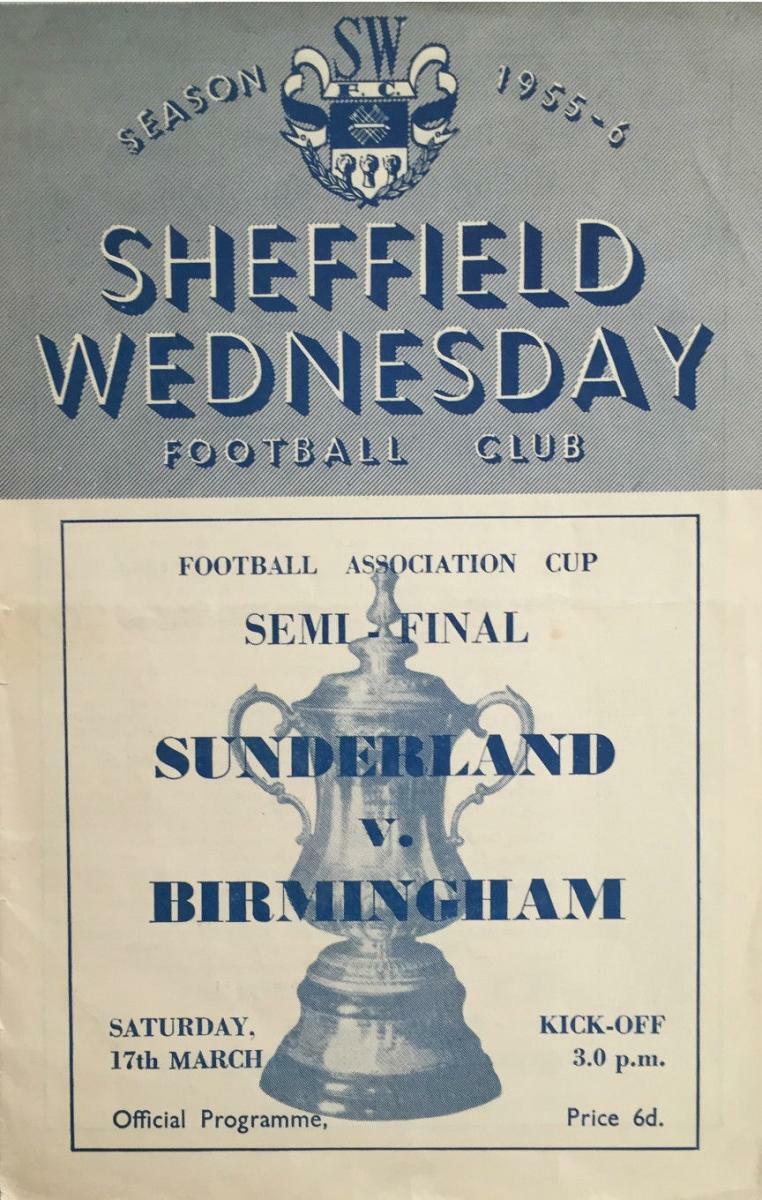 SW
F. C.
SEASON 1955-6
SHEFFIELD
WEDNESDAY
FOOTBALL CLUB
FOOTBALL ASSOCIATION CUP
SEMI - FINAL
SUNDERLAND
v.
BIRMINGHAM
SATURDAY,
17th MARCH
KICK-OFF
3.0 p.m.
Official Programme,
Price 6d.